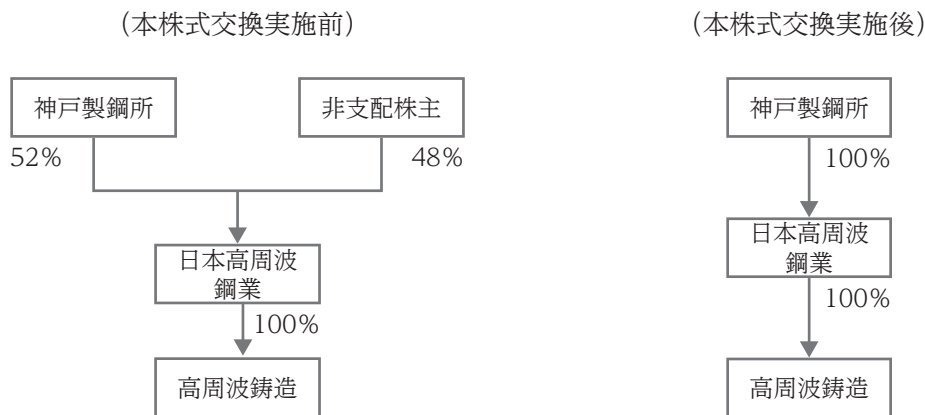 (本株式交換実施前)
神戸製鋼所
非支配株主
52%
48%
日本高周波
鋼業
100%
高周波鋳造
(本株式交換実施後)
神戸製鋼所
100%
日本高周波
鋼業
100%
高周波鋳造